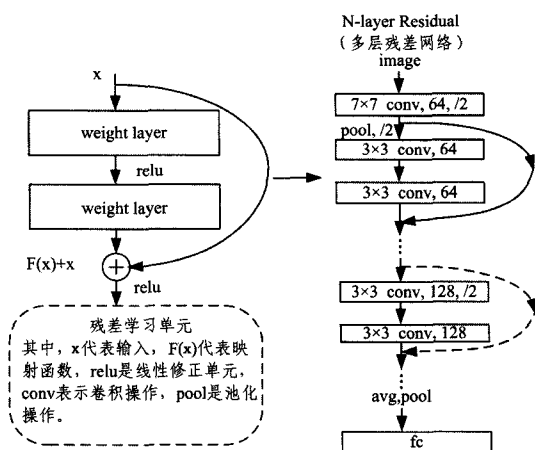 x
weight layer
relu
weight layer
F(x)+x
+
relu
残差学习单元
其中，x代表输入，F(x)代表映
射函数，relu是线性修正单元，
conv表示卷积操作，pool是池化
操作。
N-layer Residual
（多层残差网络）
image
7×7 conv, 64, /2
pool, /2
3×3 conv, 64
3×3 conv, 64
3×3 conv, 128, /2
3×3 conv, 128
avg,pool
fc